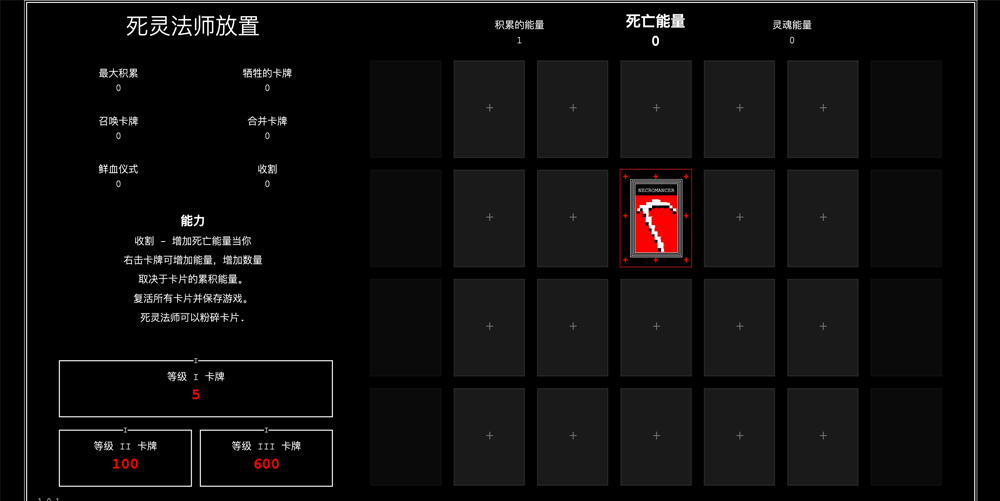 死灵法师放置
积累的能量
1
死亡能量
0
灵魂能量
0
最大积累
0
牺牲的卡牌
0
召唤卡牌
0
合并卡牌
0
鲜血仪式
0
收割
0
能力
收割 - 增加死亡能量当你
右击卡牌可增加能量, 增加数量
取决于卡片的累积能量。
复活所有卡片并保存游戏。
死灵法师可以粉碎卡片.
NECROMANCER
I
等级 I 卡牌
5
I
等级 II 卡牌
100
I
等级 III 卡牌
600